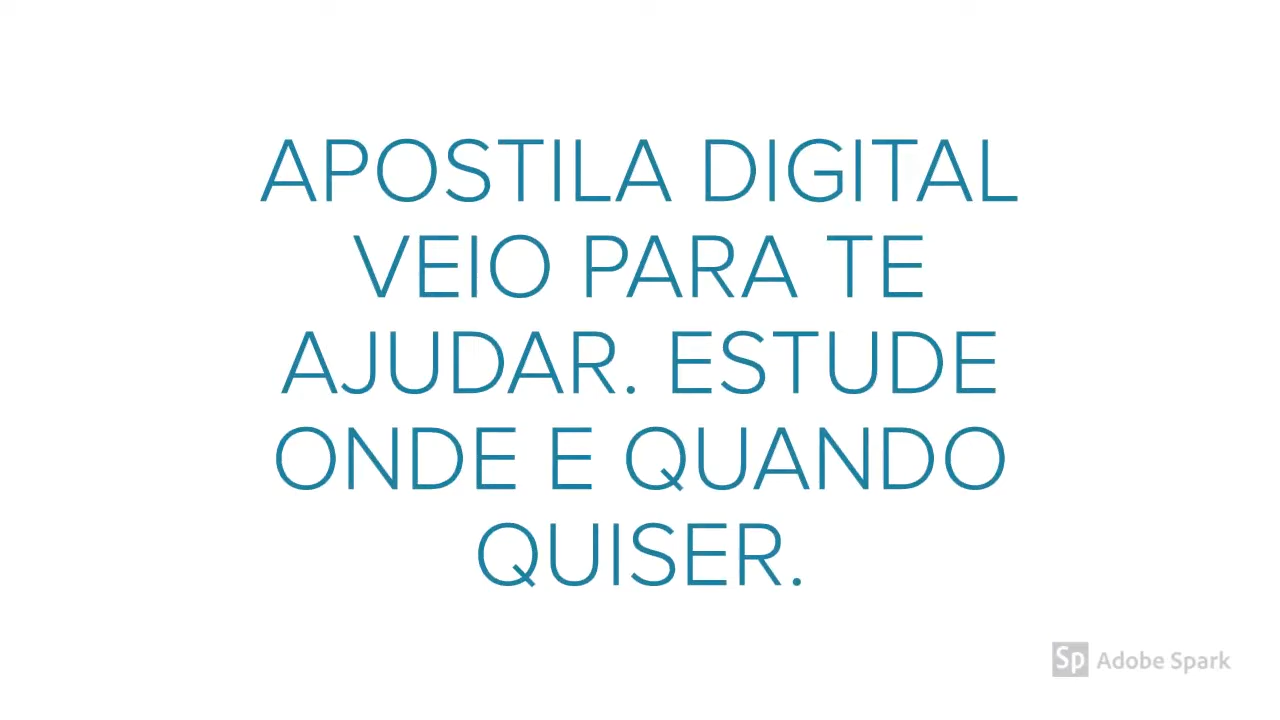 APOSTILA DIGITAL
VEIO PARA TE
AJUDAR. ESTUDE
ONDE E QUANDO
QUISER.
Sp Adobe Spark